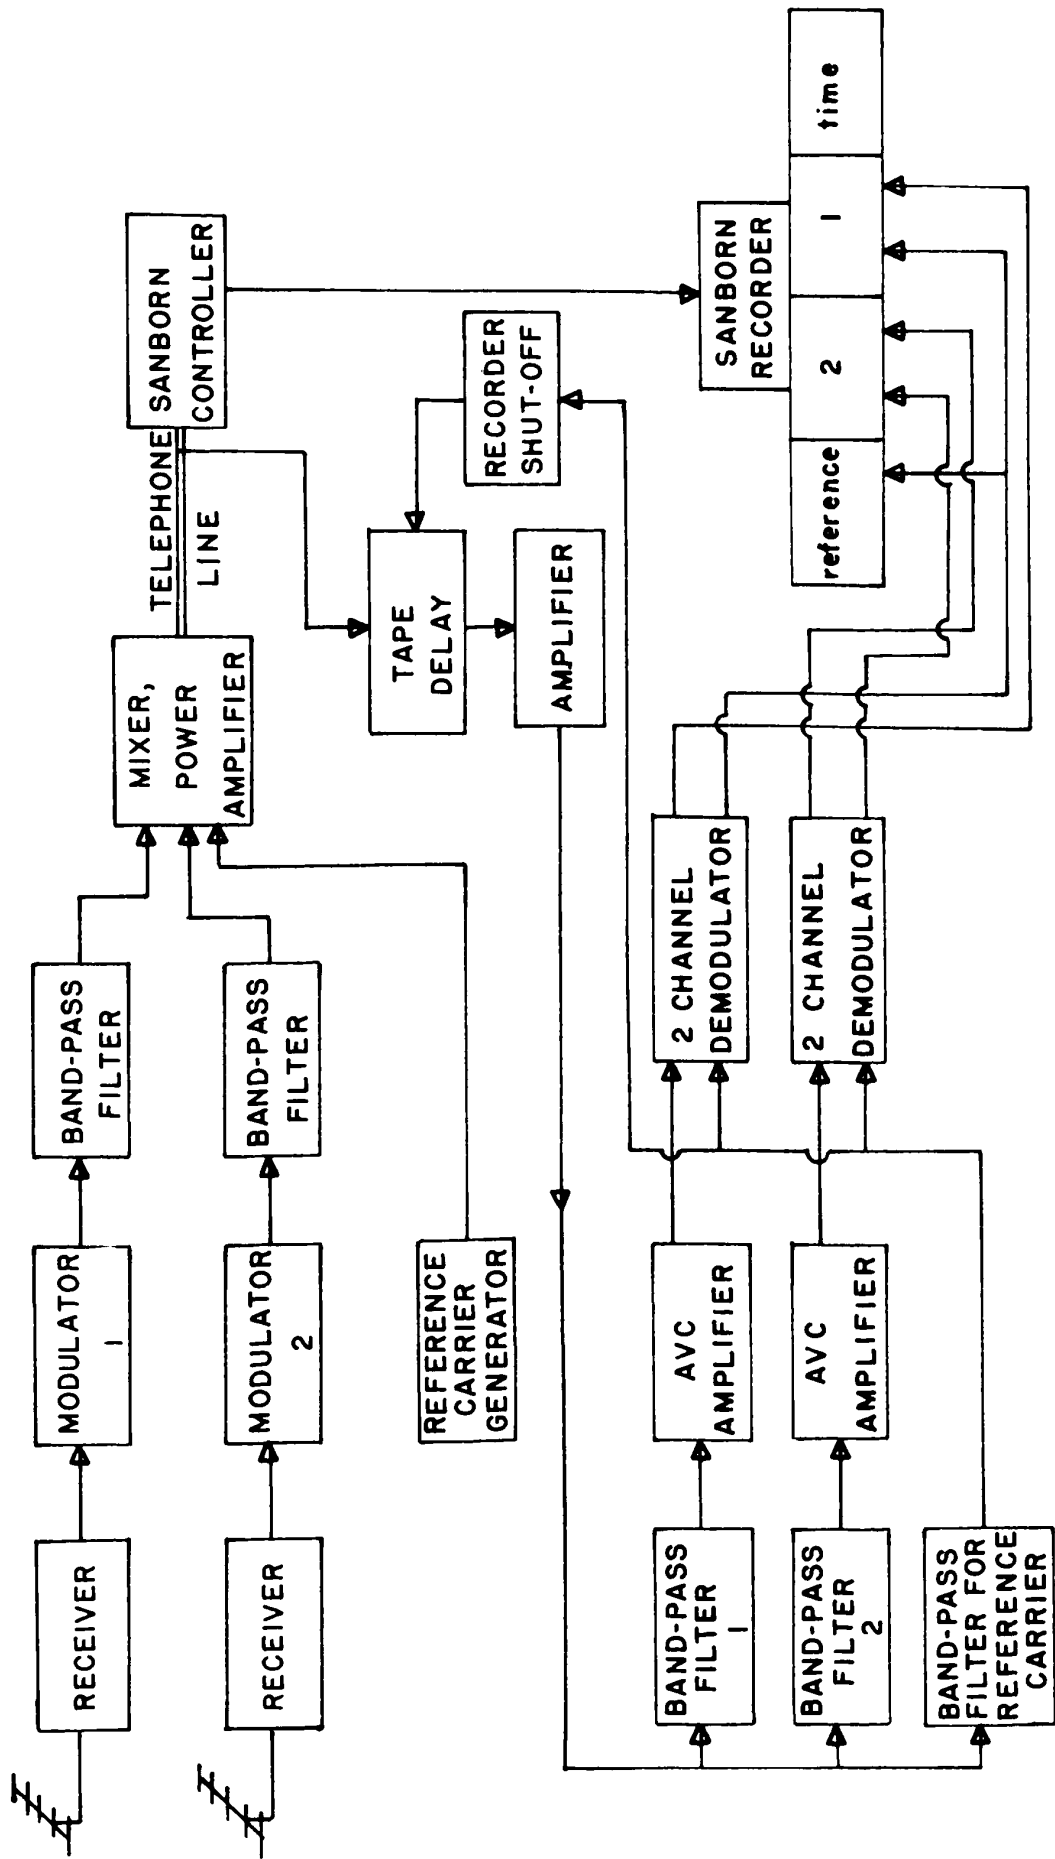 RECEIVER
MODULATOR
1
BAND-PASS
FILTER
RECEIVER
MODULATOR
2
BAND-PASS
FILTER
REFERENCE
CARRIER
GENERATOR
MIXER,
POWER
AMPLIFIER
TELEPHONE
LINE
SANBORN
CONTROLLER
TAPE
DELAY
RECORDER
SHUT-OFF
AMPLIFIER
BAND-PASS
FILTER
1
AVC
AMPLIFIER
2 CHANNEL
DEMODULATOR
BAND-PASS
FILTER
2
AVC
AMPLIFIER
2 CHANNEL
DEMODULATOR
BAND-PASS
FILTER FOR
REFERENCE
CARRIER
SANBORN
RECORDER
reference
2
1
time